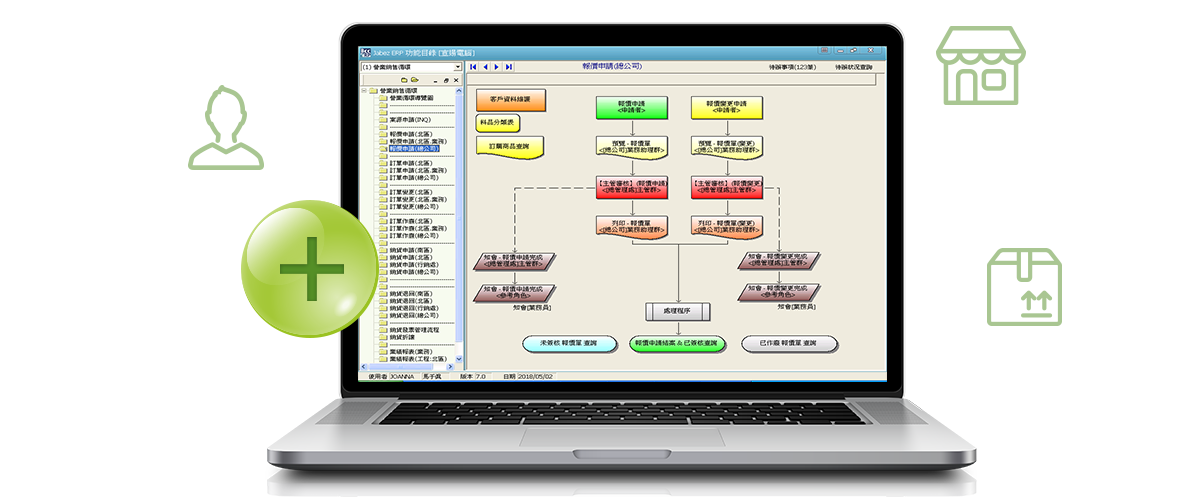 Jabez ERP 功能目錄 [宣揚電腦]
(1) 營業銷售循環
報價申請(總公司)
待辦事項(123筆)
待辦狀況查詢
營業銷售循環
營業循環導覽圖
案源申請(INQ)
報價申請(北區)
報價申請(北區.業務)
報價申請(總公司)
訂單申請(北區)
訂單申請(北區.業務)
訂單申請(總公司)
訂單變更(北區)
訂單變更(北區.業務)
訂單變更(總公司)
訂單作廢(北區)
訂單作廢(北區.業務)
訂單作廢(總公司)
銷貨申請(南區)
銷貨申請(北區)
銷貨申請(行銷處)
銷貨申請(總公司)
銷貨退回(南區)
銷貨退回(北區)
銷貨退回(行銷處)
銷貨退回(總公司)
銷貨發票管理流程
銷貨折讓
業績報表(業務)
業績報表(工程:北區)
客戶資料維護
料品分類表
訂購商品查詢
報價申請
<申請者>
報價變更申請
<申請者>
預覽 - 報價單
<[總公司]業務助理群>
預覽 - 報價單(變更)
<[總公司]業務助理群>
【主管審核】(報價申請)
<[總管理處]主管群>
【主管審核】(報價變更)
<[總管理處]主管群>
列印 - 報價單
<[總公司]業務助理群>
列印 - 報價單(變更)
<[總公司]業務助理群>
知會 - 報價申請完成
<[總管理處]主管群>
知會 - 報價變更完成
<[總管理處]主管群>
知會 - 報價申請完成
<參考角色>
知會[業務員]
知會 - 報價變更完成
<參考角色>
知會[業務員]
處理程序
未簽核 報價單 查詢
報價申請結案 & 已簽核查詢
已作廢 報價單 查詢
使用者 JOANNA
版本 7.0
日期 2018/05/02